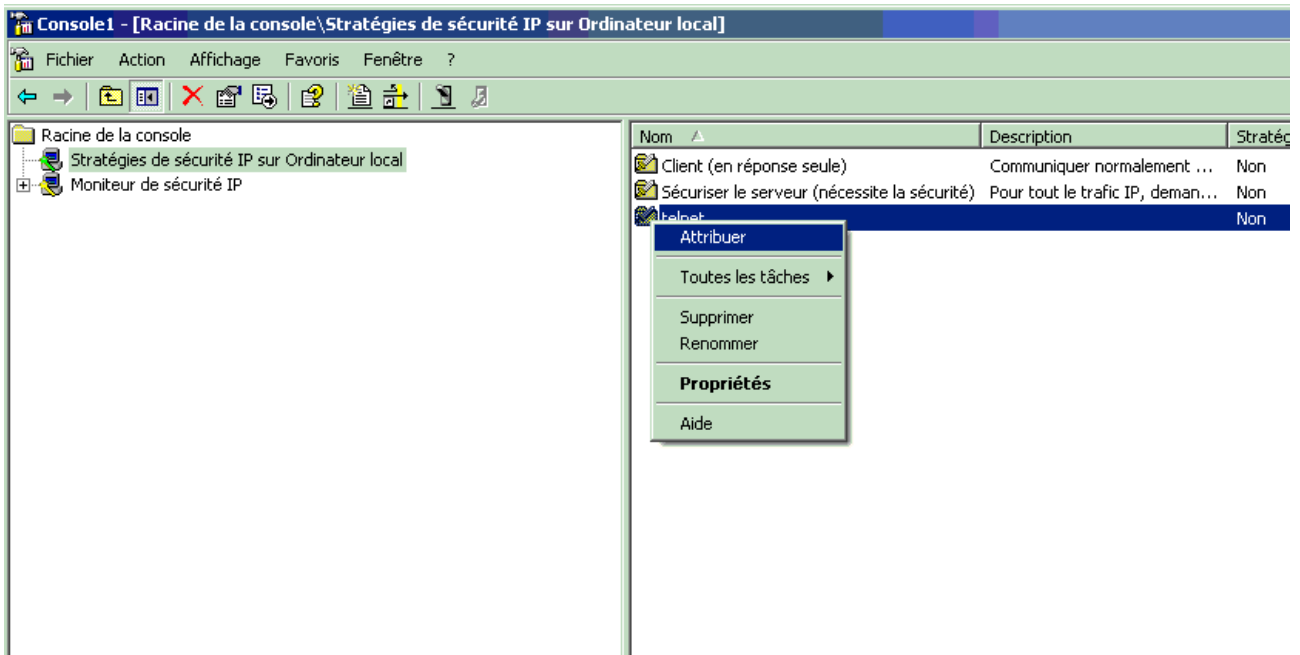 Console1 - [Racine de la console\Stratégies de sécurité IP sur Ordinateur local]
Fichier Action Affichage Favoris Fenêtre ?
Racine de la console
Stratégies de sécurité IP sur Ordinateur local
Moniteur de sécurité IP
Nom Description Stratég
Client (en réponse seule) Communiquer normalement ... Non
Sécuriser le serveur (nécessite la sécurité) Pour tout le trafic IP, deman... Non
telnet Non
Attribuer
Toutes les tâches
Supprimer
Renommer
Propriétés
Aide